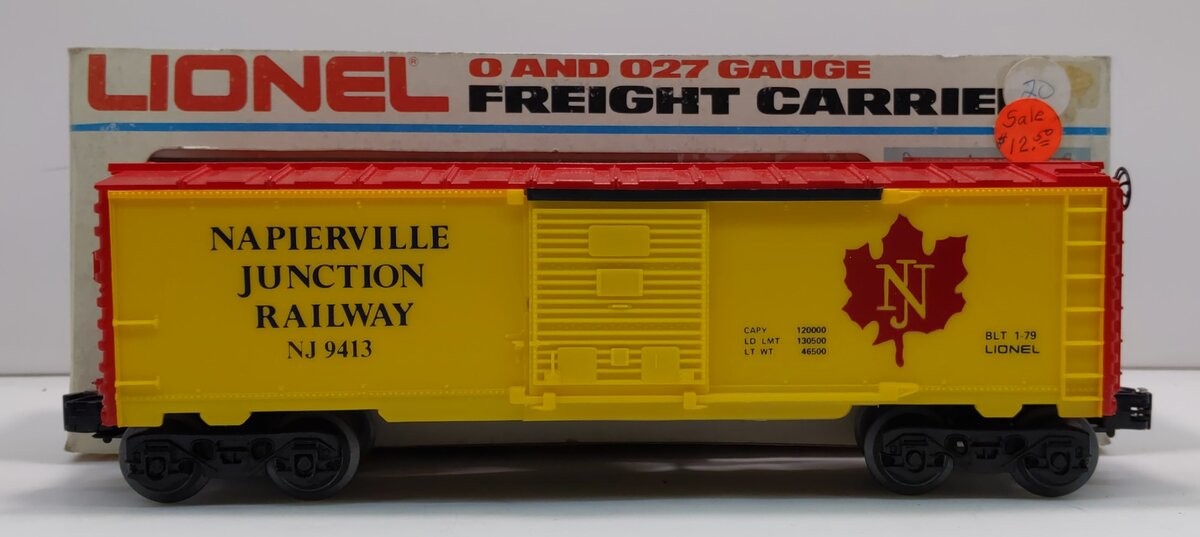 LIONEL®
O AND O27 GAUGE
FREIGHT CARRIE
20
Sale
$12.50
NAPIERVILLE
JUNCTION
RAILWAY
NJ 9413
CAPY 120000
LD LMT 130500
LT WT 46500
NJ
BLT 1-79
LIONEL